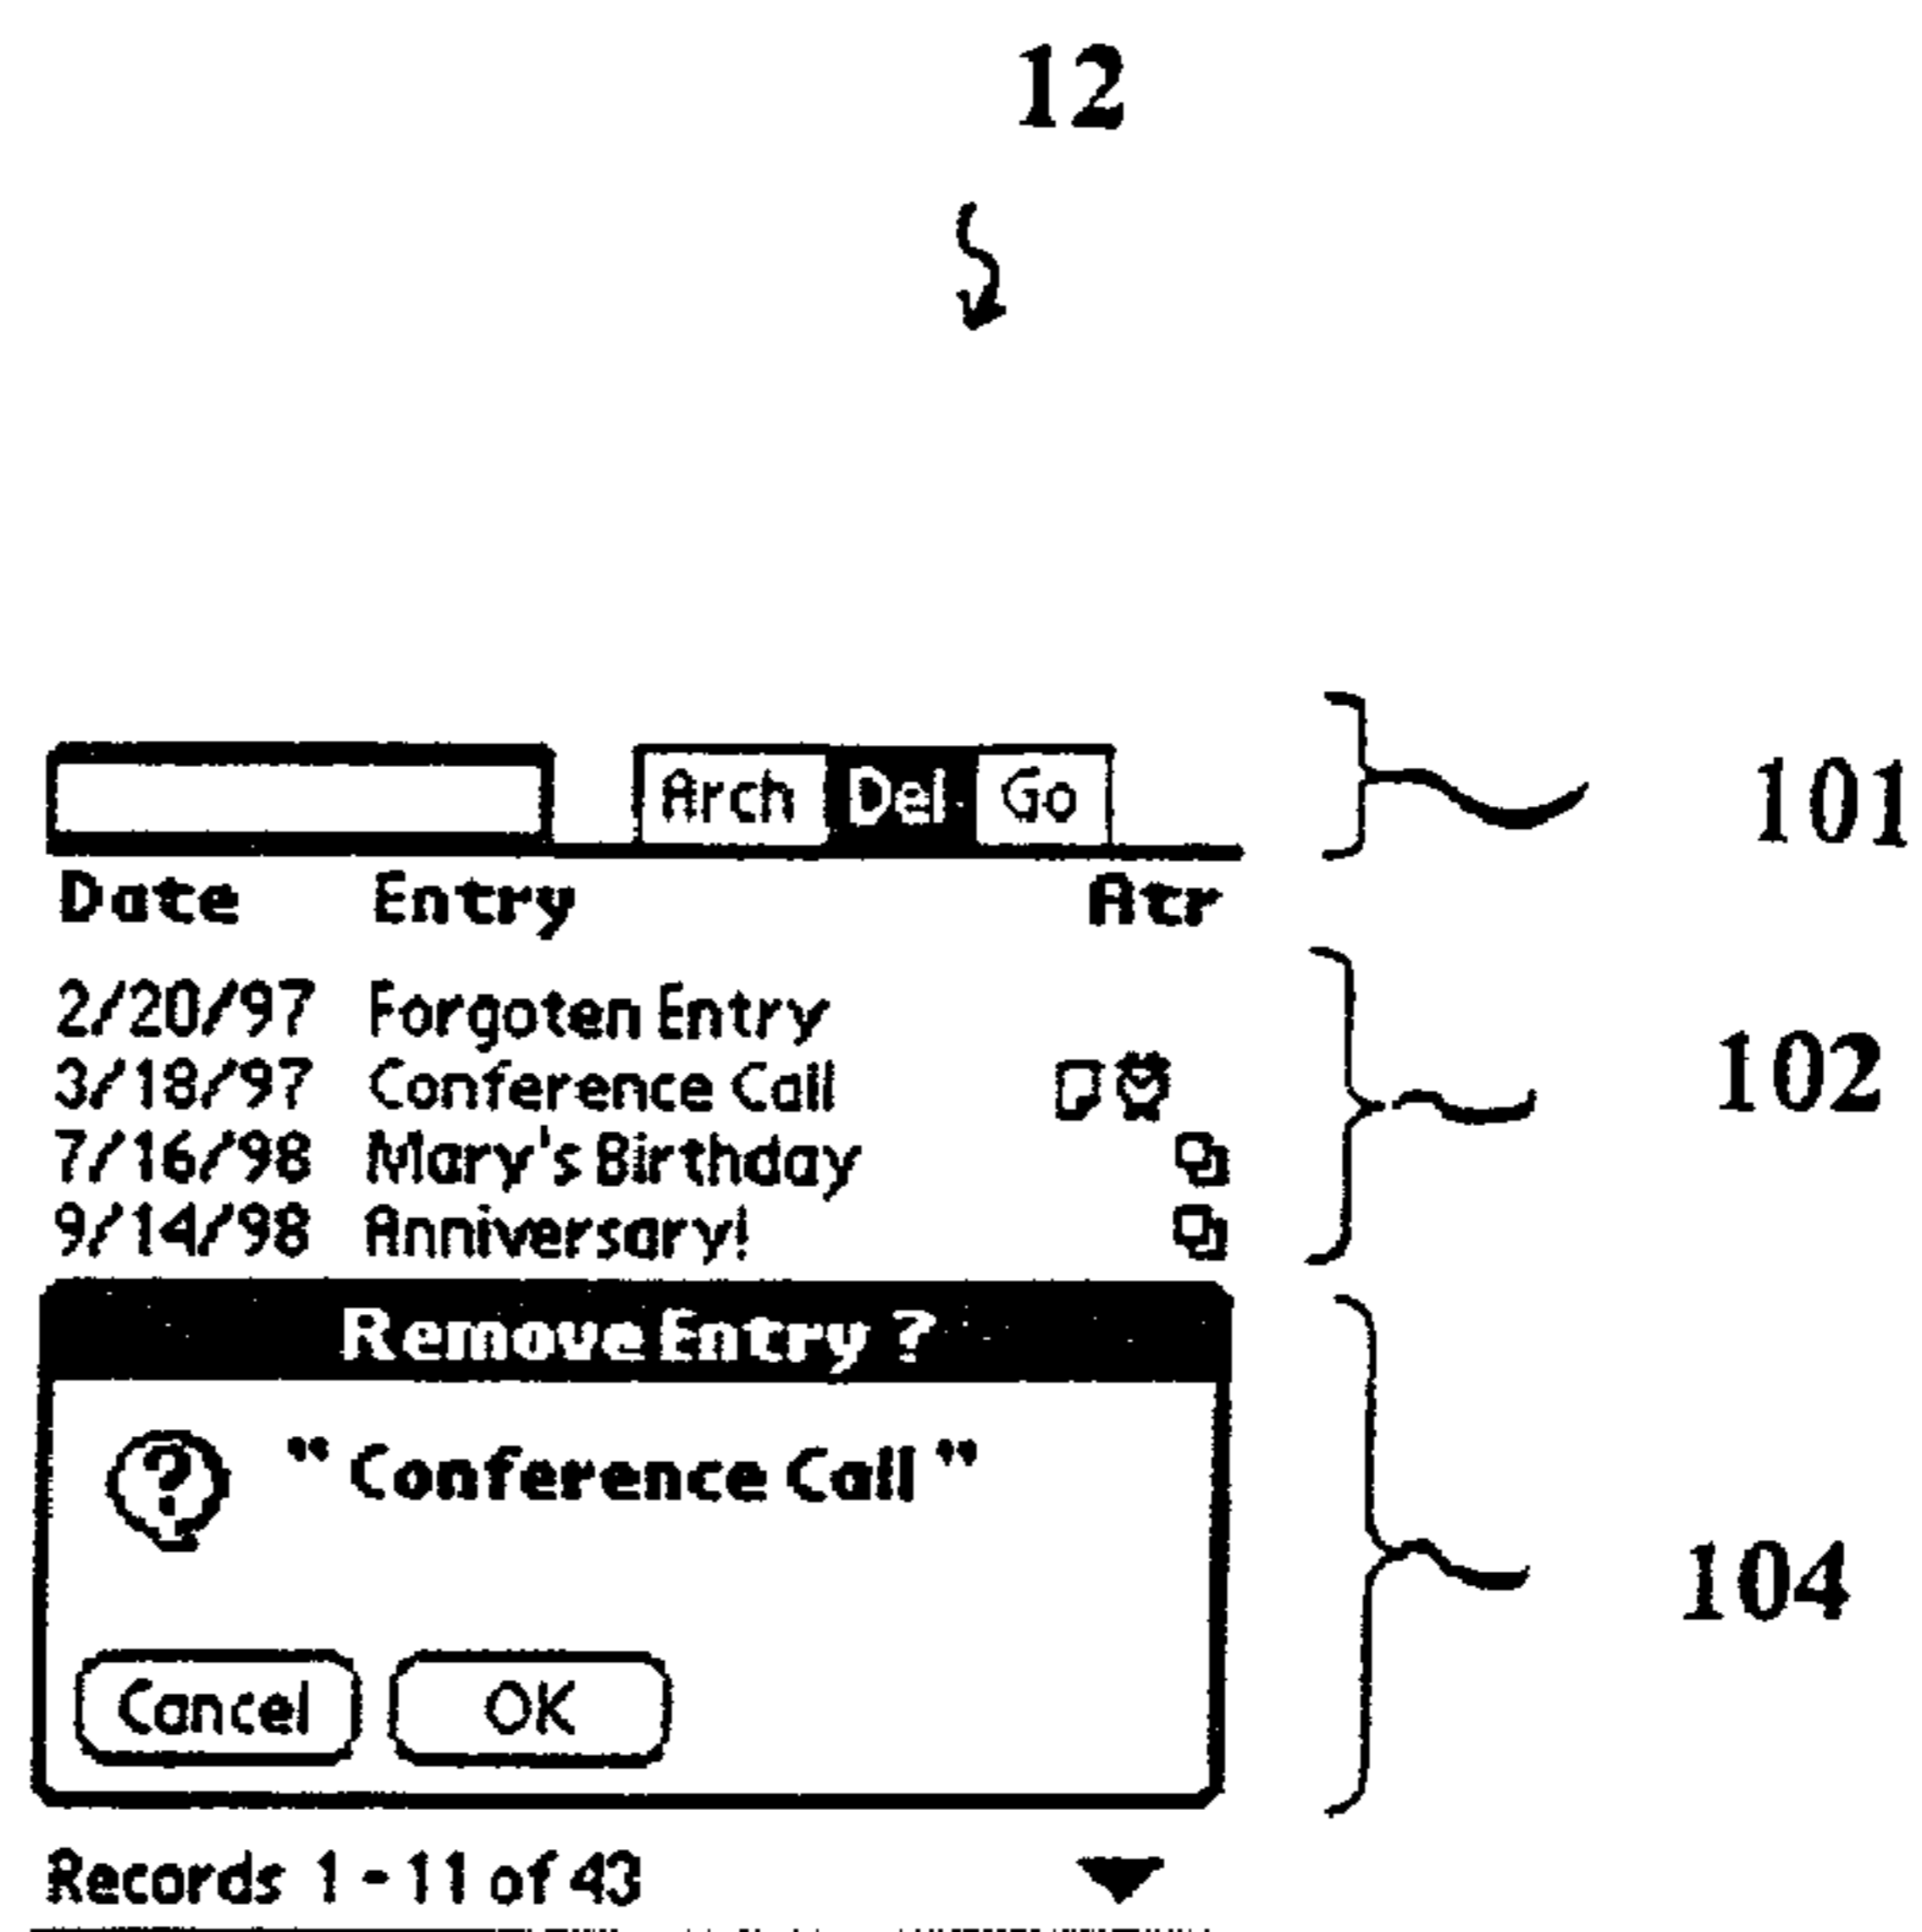 12
Arch Del Go 101
Date Entry Atr
2/20/97 Forgoten Entry
3/18/97 Conference Call 102
7/16/98 Mary's Birthday
9/14/98 Anniversary!
Remove Entry ?
? "Conference Call"
104
Cancel OK
Records 1 - 11 of 43